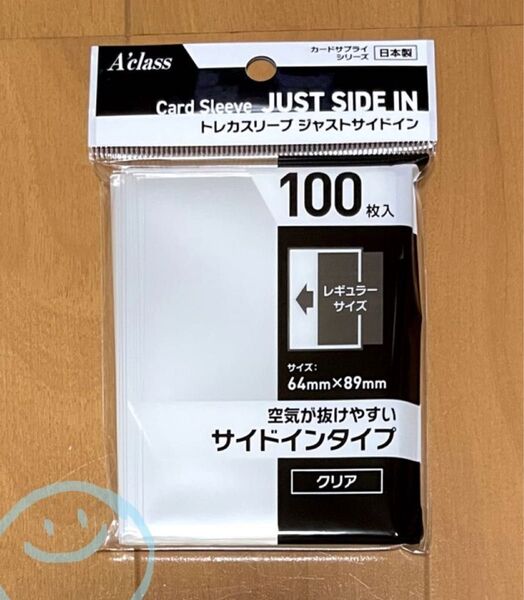 A'class
カードサプライ
シリーズ
日本製
Card Sleeve JUST SIDE IN
トレカスリーブ ジャストサイドイン
100枚入
レギュラー
サイズ
サイズ:
64mm×89mm
空気が抜けやすい
サイドインタイプ
クリア